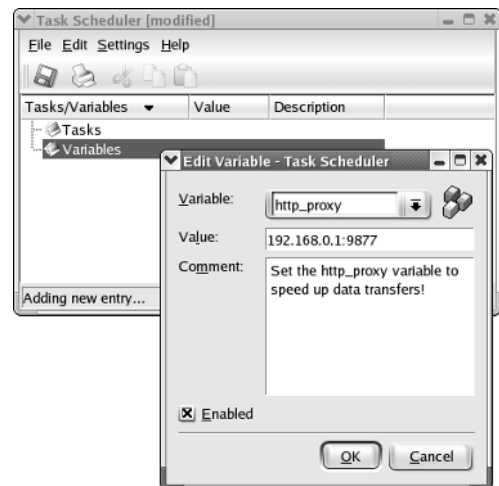 Task Scheduler [modified]
File Edit Settings Help
Tasks/Variables Value Description
Tasks
Variables
Adding new entry...
Edit Variable - Task Scheduler
Variable: http_proxy
Value: 192.168.0.1:9877
Comment: Set the http_proxy variable to
speed up data transfers!
Enabled
OK Cancel